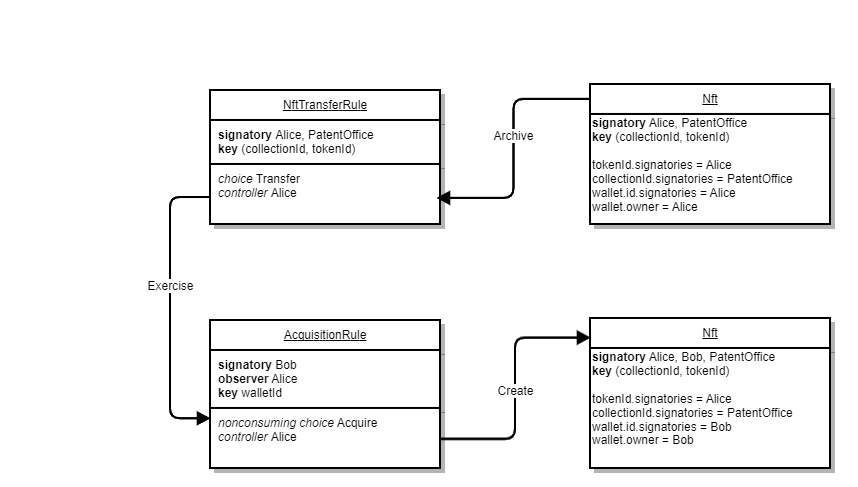 NftTransferRule
signatory Alice, PatentOffice
key (collectionId, tokenId)
choice Transfer
controller Alice
Archive
Nft
signatory Alice, PatentOffice
key (collectionId, tokenId)
tokenId.signatories = Alice
collectionId.signatories = PatentOffice
wallet.id.signatories = Alice
wallet.owner = Alice
Exercise
AcquisitionRule
signatory Bob
observer Alice
key walletId
nonconsuming choice Acquire
controller Alice
Create
Nft
signatory Alice, Bob, PatentOffice
key (collectionId, tokenId)
tokenId.signatories = Alice
collectionId.signatories = PatentOffice
wallet.id.signatories = Bob
wallet.owner = Bob